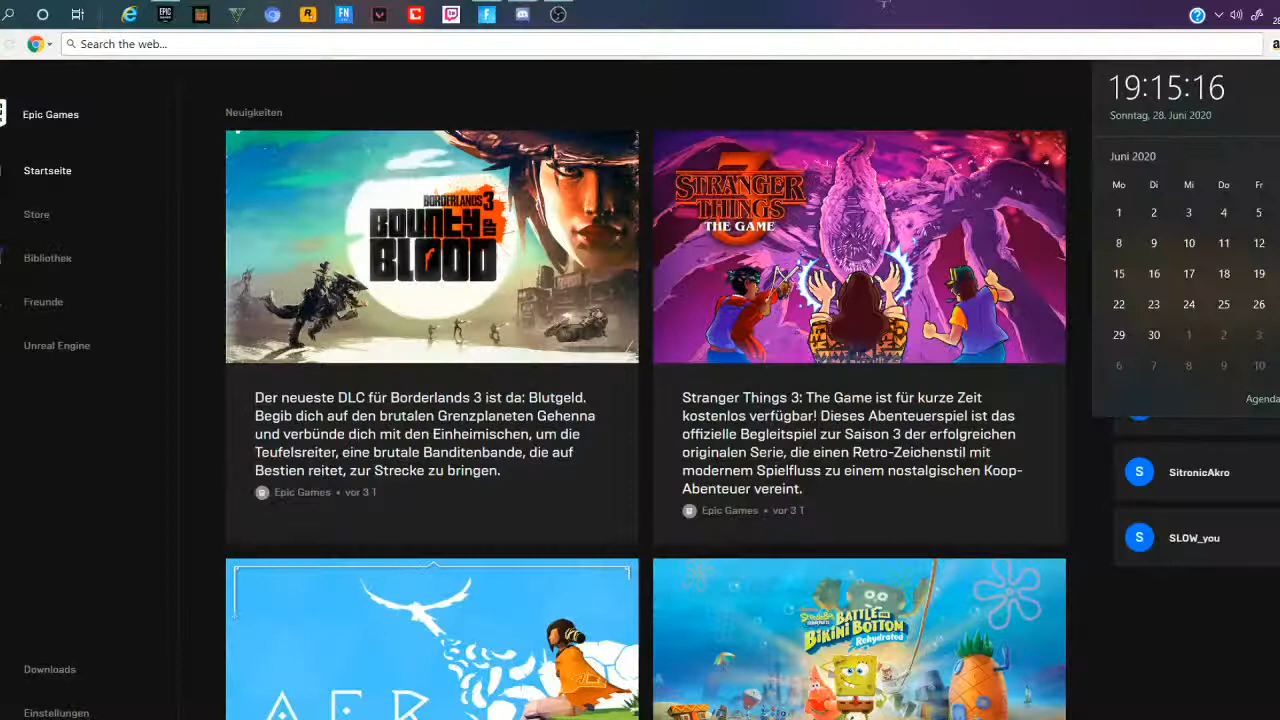 Search the web...
Epic Games
Startseite
Store
Bibliothek
Freunde
Unreal Engine
Downloads
Einstellungen
Neuigkeiten
BORDERLANDS 3
BOUNTY OF
BLOOD
Der neueste DLC für Borderlands 3 ist da: Blutgeld.
Begib dich auf den brutalen Grenzplaneten Gehenna
und verbünde dich mit den Einheimischen, um die
Teufelsreiter, eine brutale Banditenbande, die auf
Bestien reitet, zur Strecke zu bringen.
Epic Games • vor 3 T
STRANGER
THINGS
3
THE GAME
Stranger Things 3: The Game ist für kurze Zeit
kostenlos verfügbar! Dieses Abenteuerspiel ist das
offizielle Begleitspiel zur Saison 3 der erfolgreichen
originalen Serie, die einen Retro-Zeichenstil mit
modernem Spielfluss zu einem nostalgischen Koop-
Abenteuer vereint.
Epic Games • vor 3 T
AER
SpongeBob
BATTLE FOR
BIKINI BOTTOM
Rehydrated
19:15:16
Sonntag, 28. Juni 2020
Juni 2020
Mo Di Mi Do Fr
1 2 3 4 5
8 9 10 11 12
15 16 17 18 19
22 23 24 25 26
29 30 1 2 3
6 7 8 9 10
Agenda
S SitronicAkro
S SLOW_you